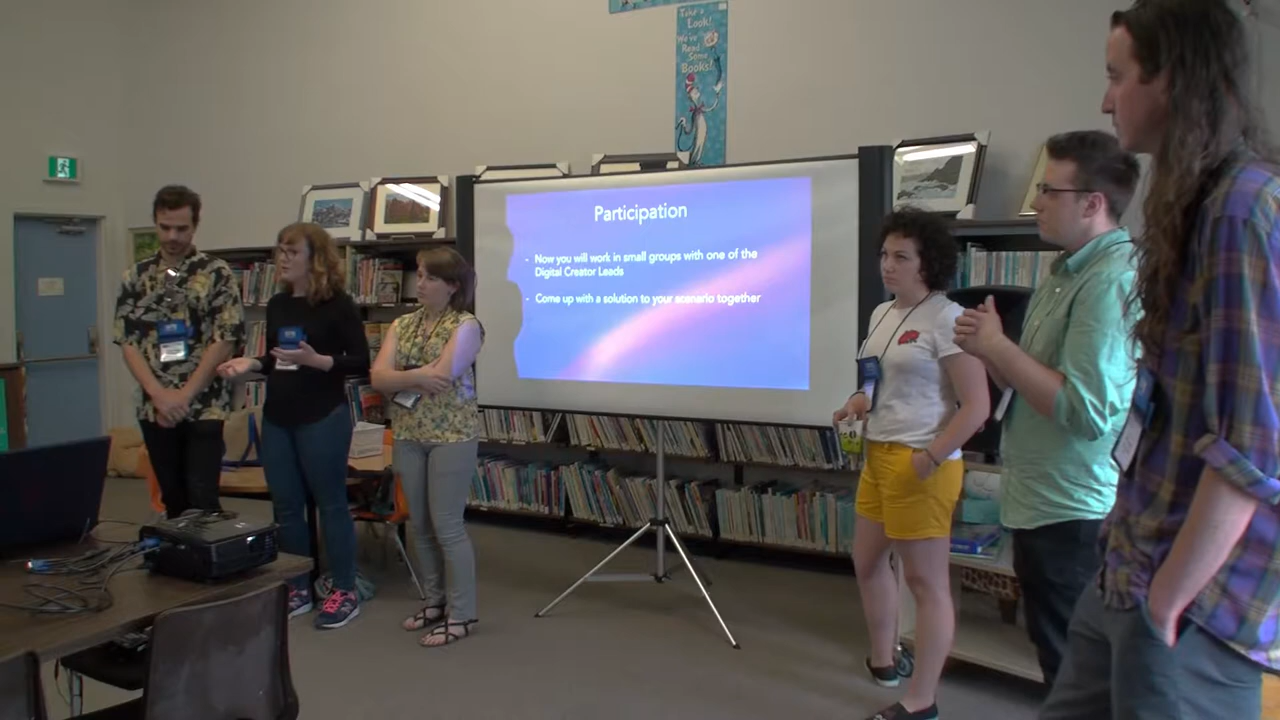 Take a
Look!
We've
Read
Some
Books!
Participation
- Now you will work in small groups with one of the
Digital Creator Leads
- Come up with a solution to your scenario together